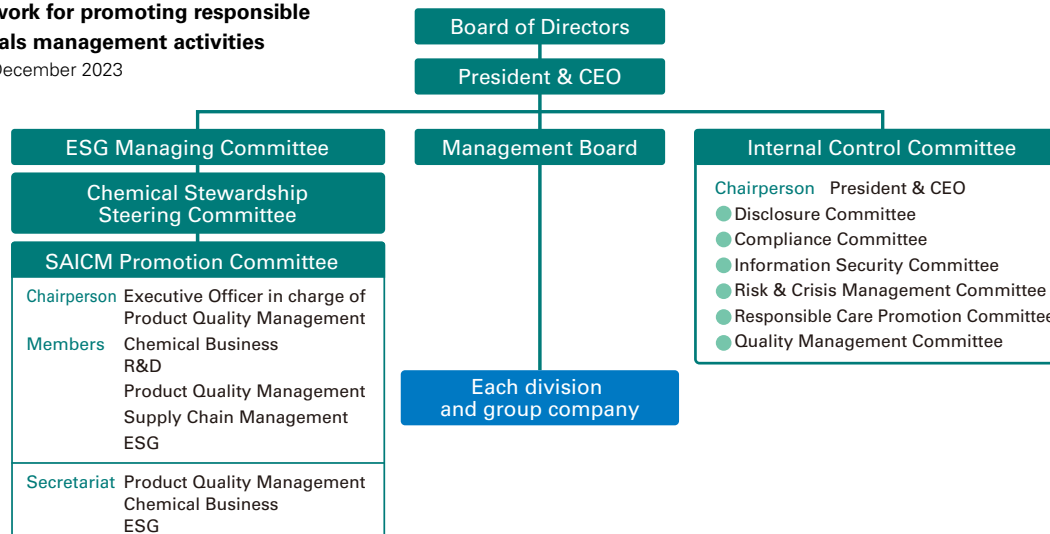 work for promoting responsible
als management activities
December 2023
Board of Directors
President & CEO
ESG Managing Committee
Chemical Stewardship
Steering Committee
SAICM Promotion Committee
Chairperson Executive Officer in charge of
Product Quality Management
Members Chemical Business
R&D
Product Quality Management
Supply Chain Management
ESG
Secretariat Product Quality Management
Chemical Business
ESG
Management Board
Each division
and group company
Internal Control Committee
Chairperson President & CEO
Disclosure Committee
Compliance Committee
Information Security Committee
Risk & Crisis Management Committee
Responsible Care Promotion Committee
Quality Management Committee